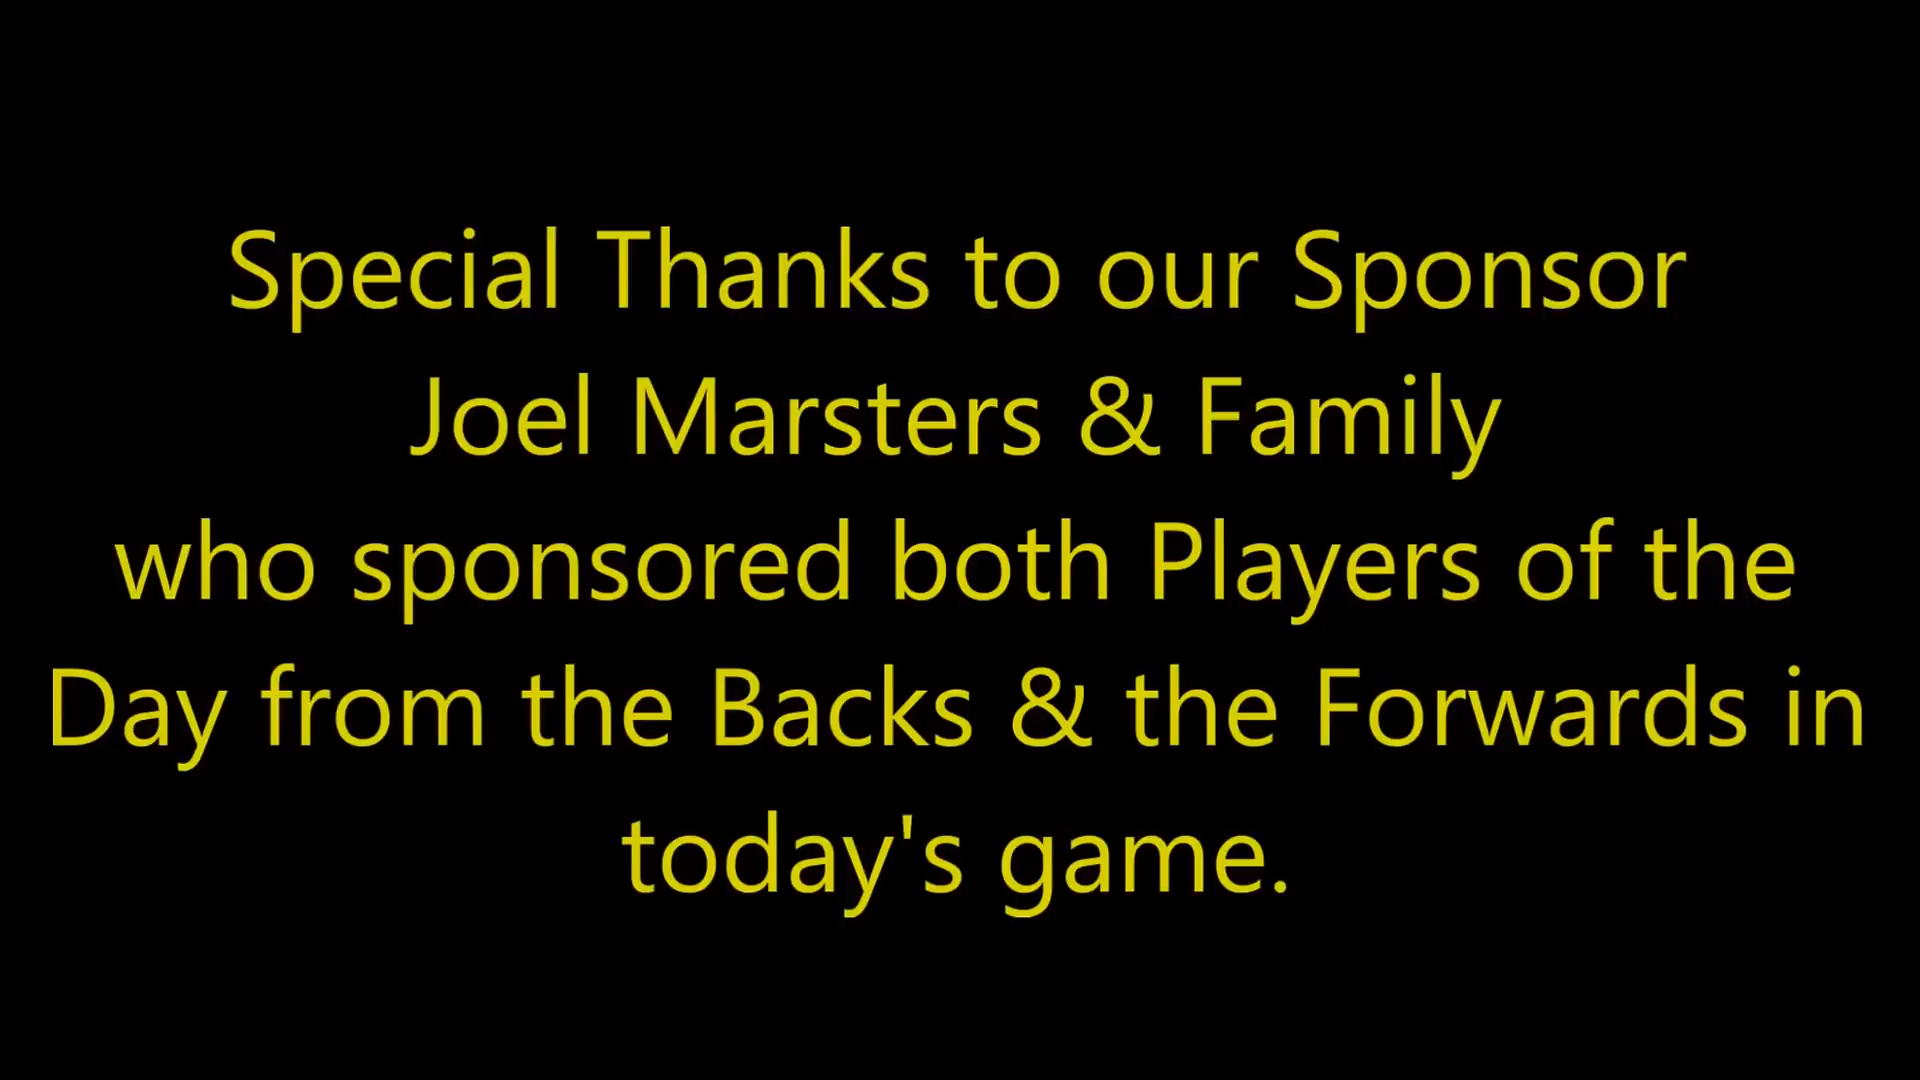 Special Thanks to our Sponsor
Joel Marsters & Family
who sponsored both Players of the
Day from the Backs & the Forwards in
today's game.